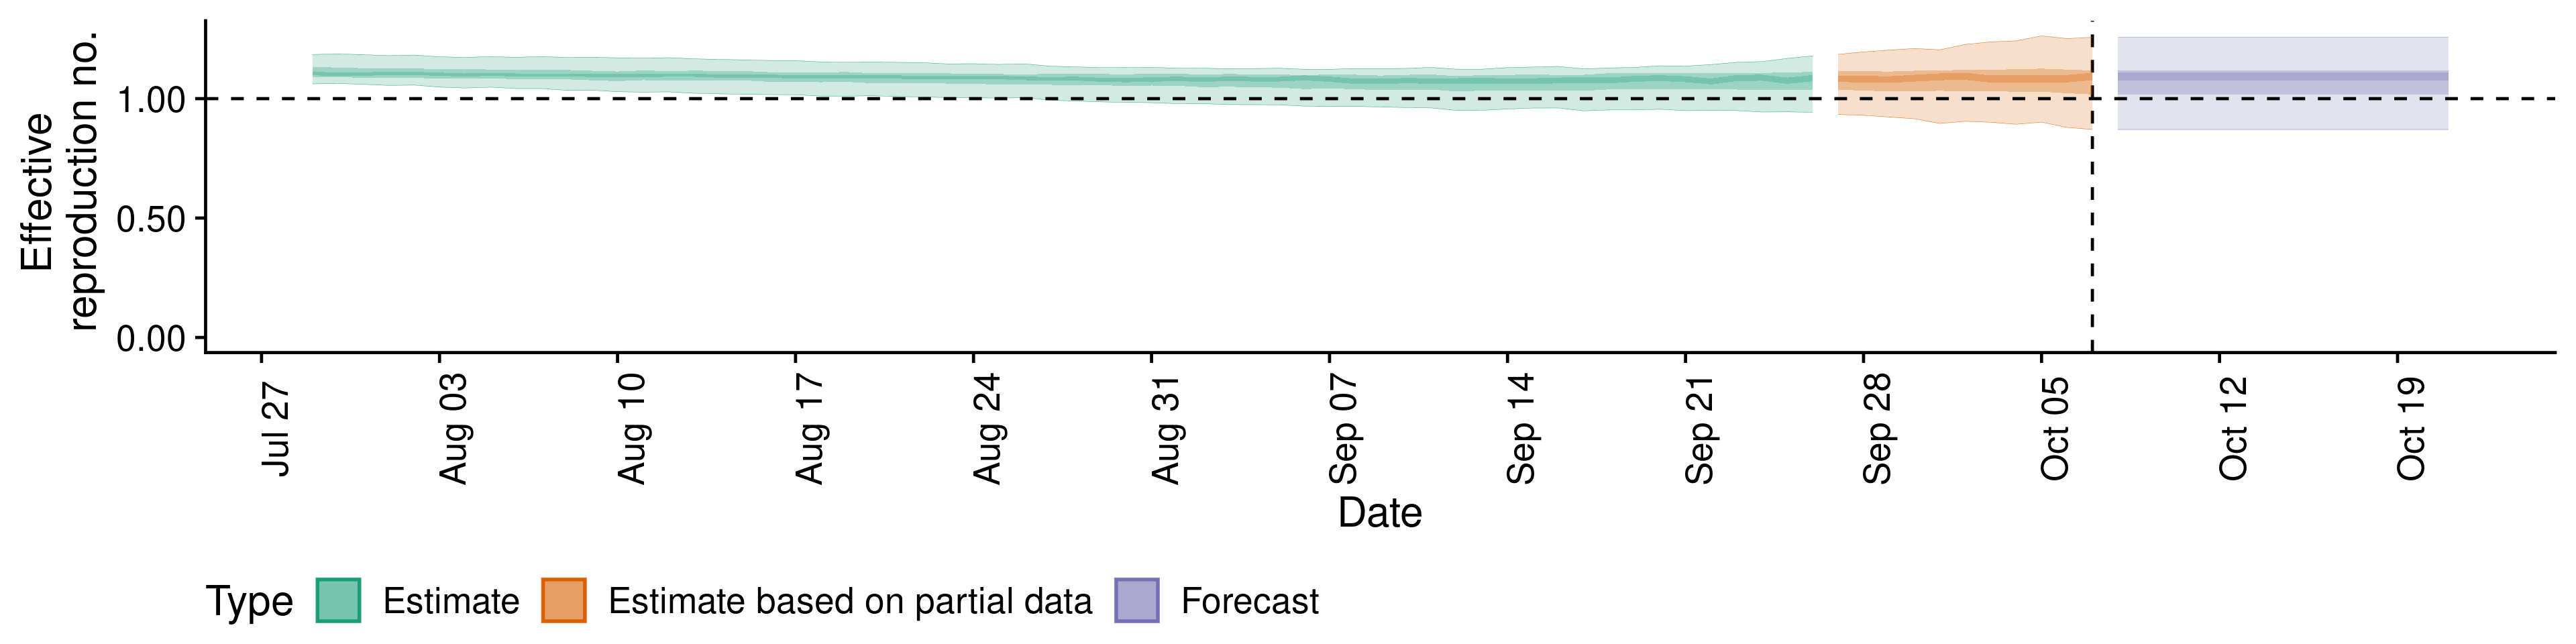 Effective
reproduction no.
1.00
0.50
0.00
Jul 27
Aug 03
Aug 10
Aug 17
Aug 24
Aug 31
Sep 07
Sep 14
Sep 21
Sep 28
Oct 05
Oct 12
Oct 19
Date
Type Estimate Estimate based on partial data Forecast